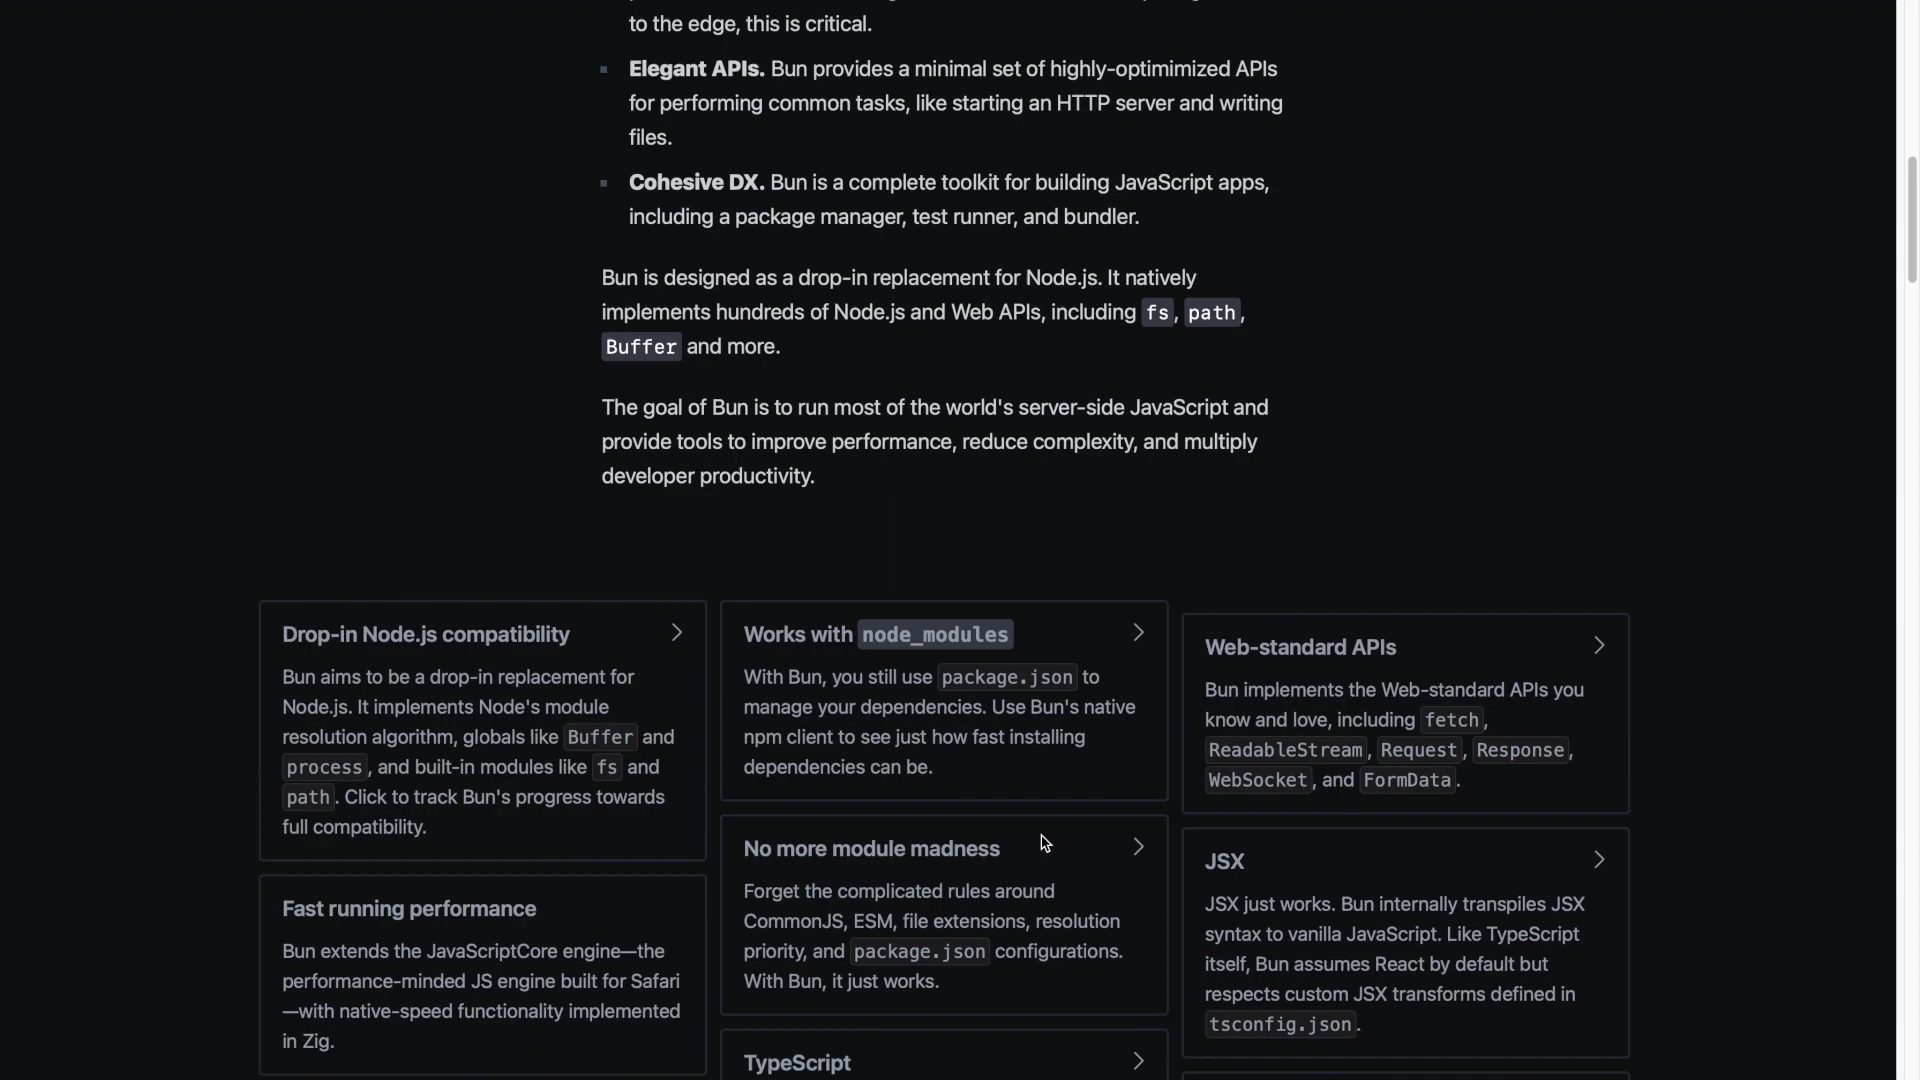 to the edge, this is critical.
Elegant APIs. Bun provides a minimal set of highly-optimimized APIs
for performing common tasks, like starting an HTTP server and writing
files.
Cohesive DX. Bun is a complete toolkit for building JavaScript apps,
including a package manager, test runner, and bundler.
Bun is designed as a drop-in replacement for Node.js. It natively
implements hundreds of Node.js and Web APIs, including fs, path,
Buffer and more.
The goal of Bun is to run most of the world's server-side JavaScript and
provide tools to improve performance, reduce complexity, and multiply
developer productivity.
Drop-in Node.js compatibility
Bun aims to be a drop-in replacement for
Node.js. It implements Node's module
resolution algorithm, globals like Buffer and
process, and built-in modules like fs and
path. Click to track Bun's progress towards
full compatibility.
Fast running performance
Bun extends the JavaScriptCore engine—the
performance-minded JS engine built for Safari
—with native-speed functionality implemented
in Zig.
Works with node_modules
With Bun, you still use package.json to
manage your dependencies. Use Bun's native
npm client to see just how fast installing
dependencies can be.
No more module madness
Forget the complicated rules around
CommonJS, ESM, file extensions, resolution
priority, and package.json configurations.
With Bun, it just works.
TypeScript
Web-standard APIs
Bun implements the Web-standard APIs you
know and love, including fetch,
ReadableStream, Request, Response,
WebSocket, and FormData.
JSX
JSX just works. Bun internally transpiles JSX
syntax to vanilla JavaScript. Like TypeScript
itself, Bun assumes React by default but
respects custom JSX transforms defined in
tsconfig.json.